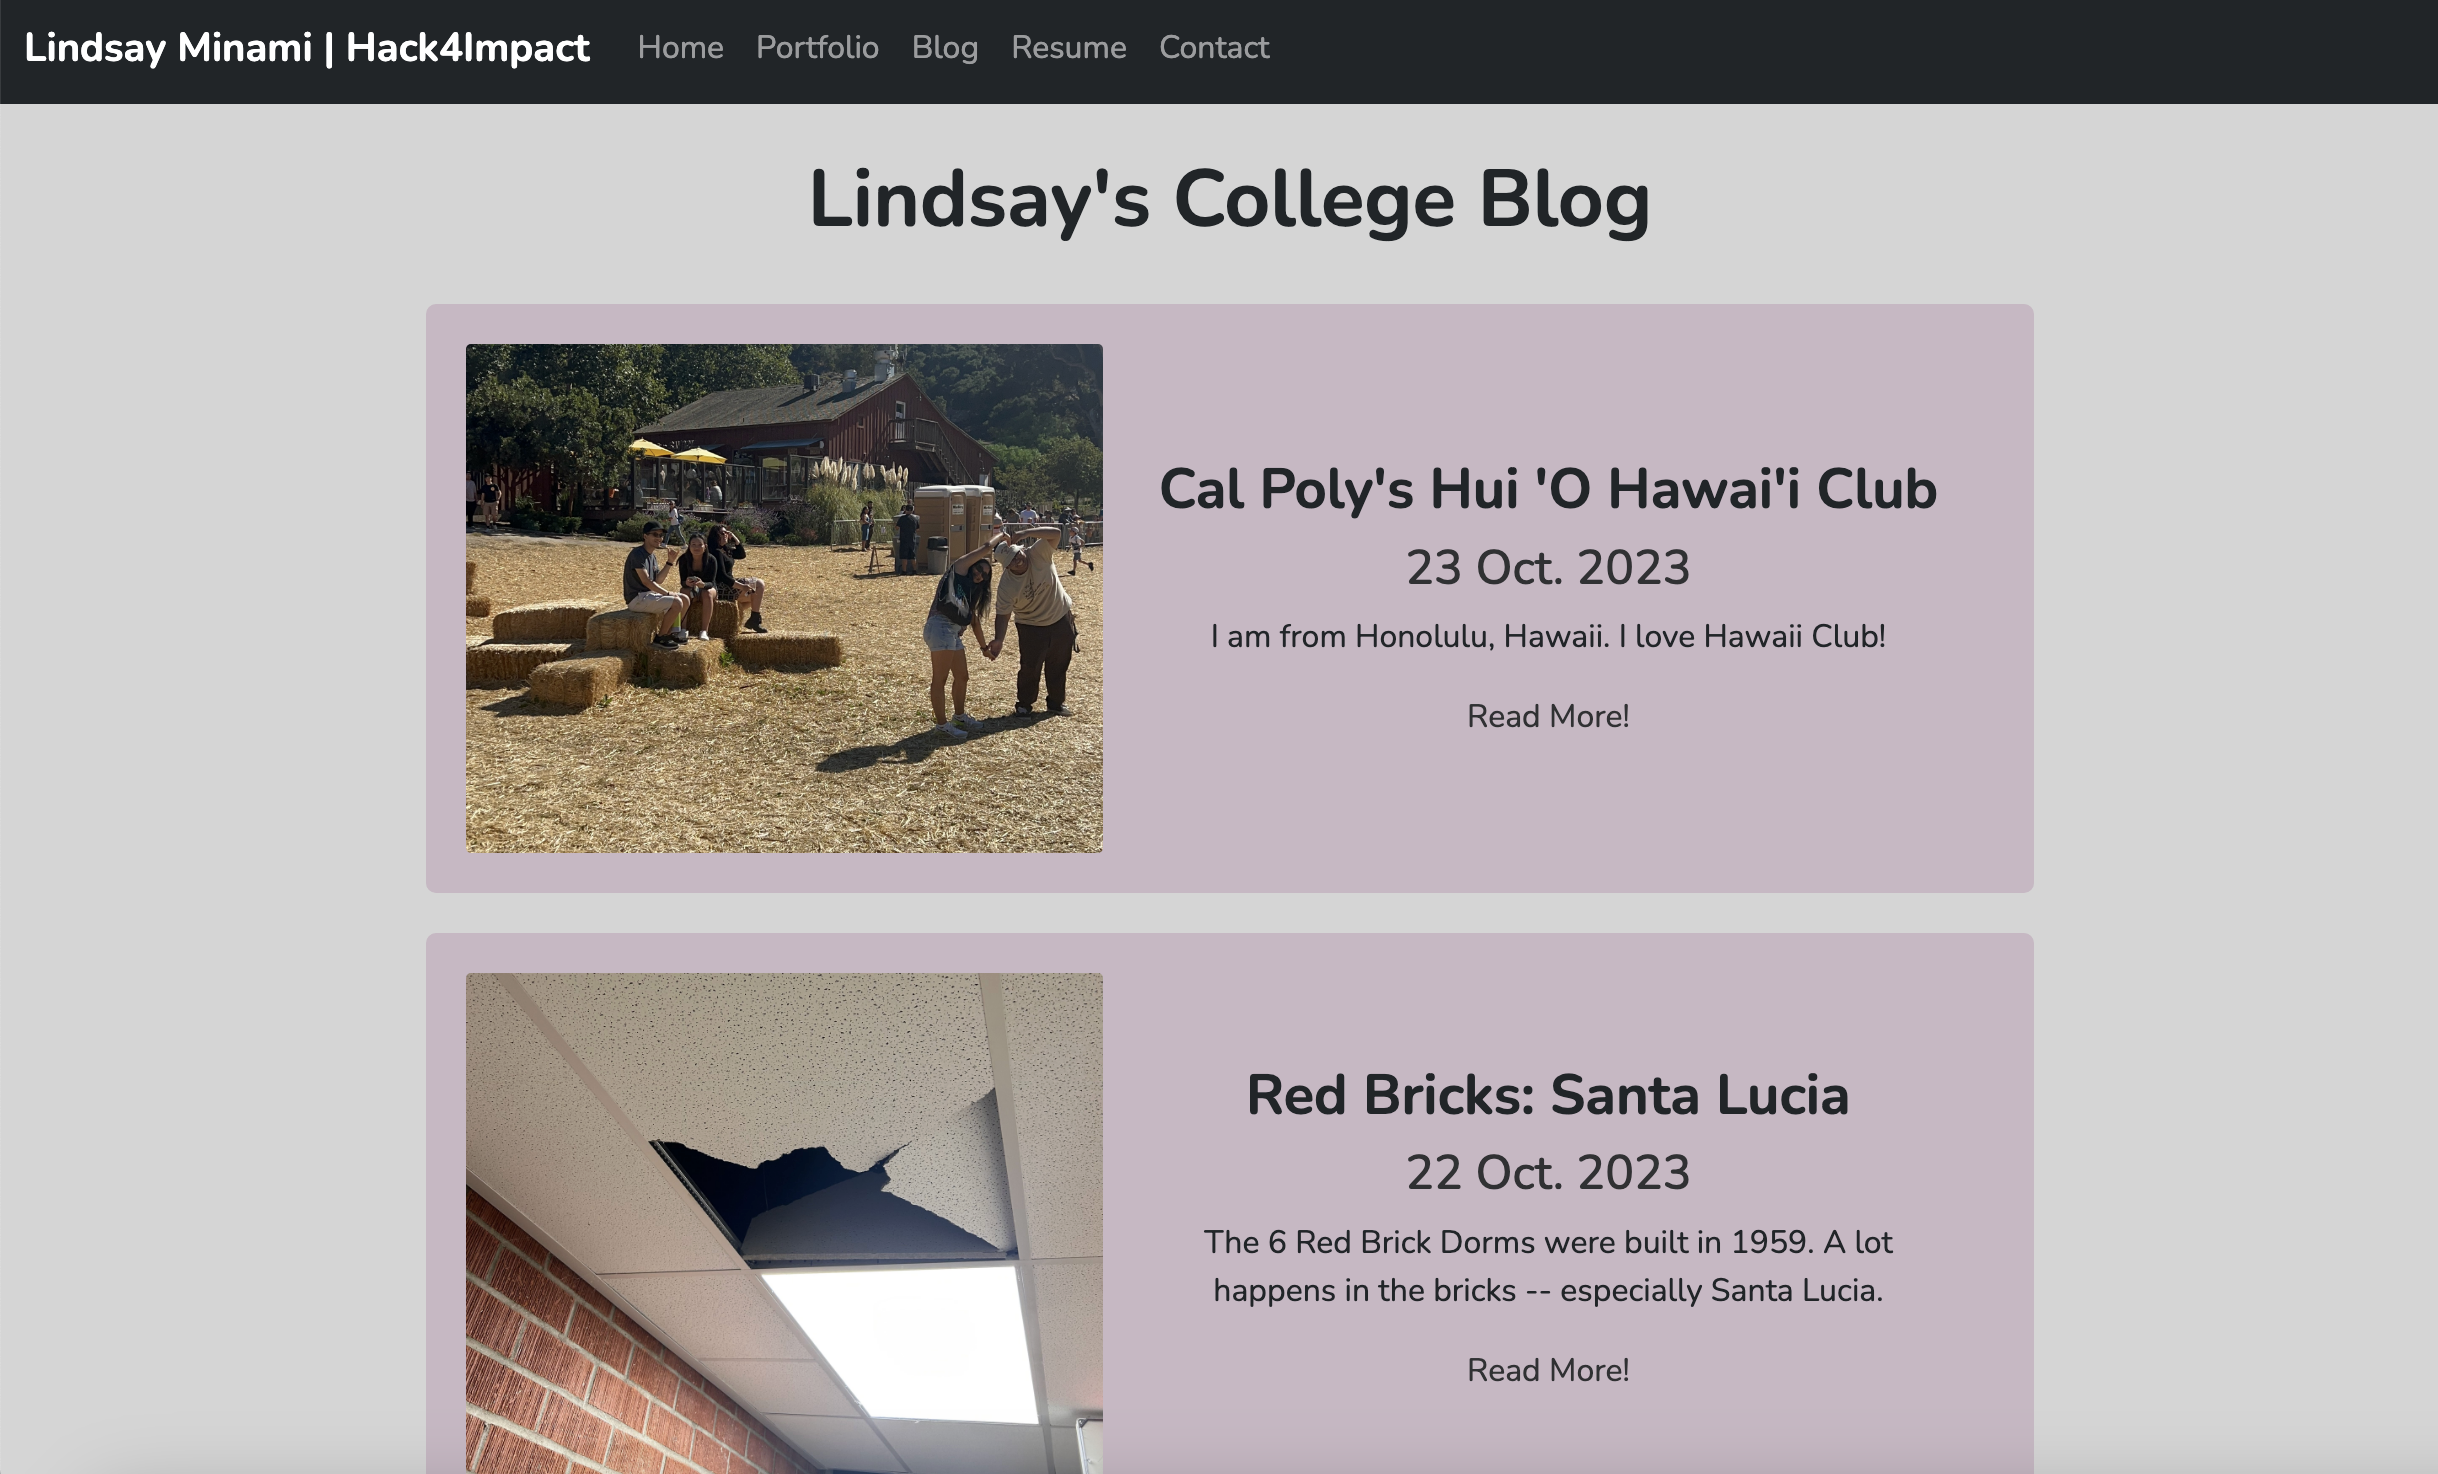 Lindsay Minami | Hack4Impact Home Portfolio Blog Resume Contact
Lindsay's College Blog
Cal Poly's Hui 'O Hawai'i Club
23 Oct. 2023
I am from Honolulu, Hawaii. I love Hawaii Club!
Read More!
Red Bricks: Santa Lucia
22 Oct. 2023
The 6 Red Brick Dorms were built in 1959. A lot
happens in the bricks -- especially Santa Lucia.
Read More!